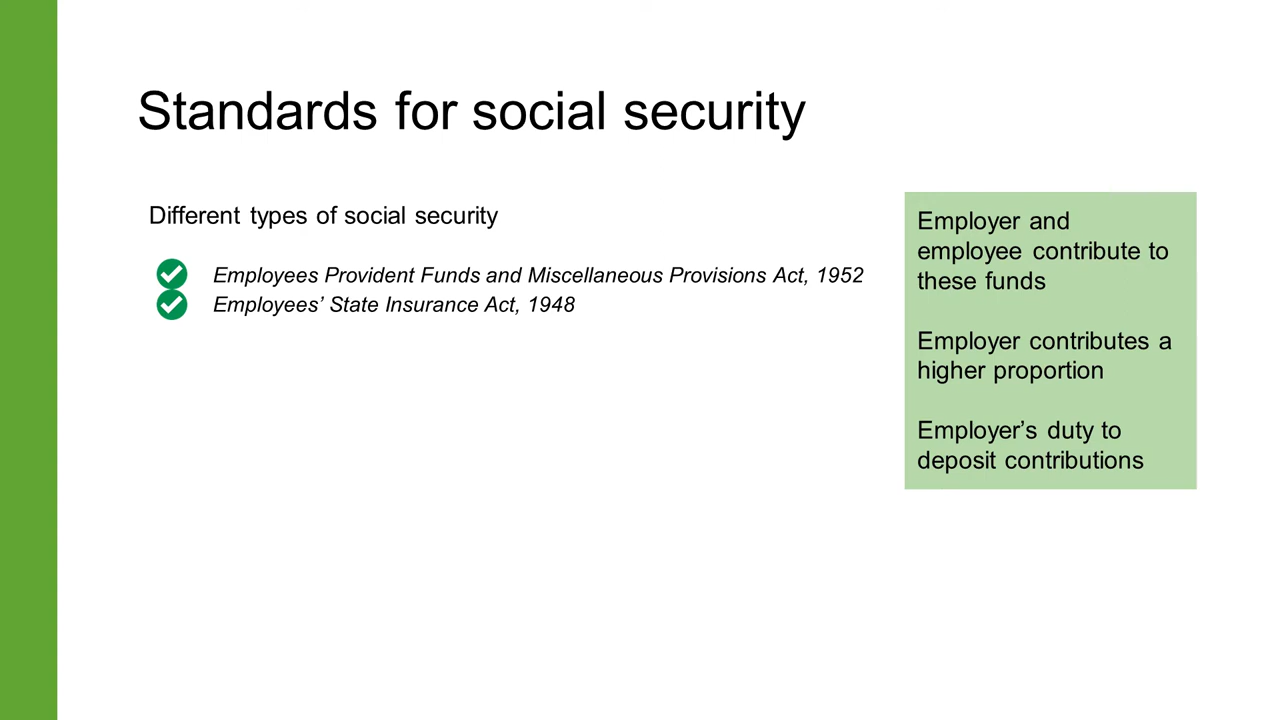 Standards for social security
Different types of social security
Employees Provident Funds and Miscellaneous Provisions Act, 1952
Employees’ State Insurance Act, 1948
Employer and
employee contribute to
these funds
Employer contributes a
higher proportion
Employer’s duty to
deposit contributions